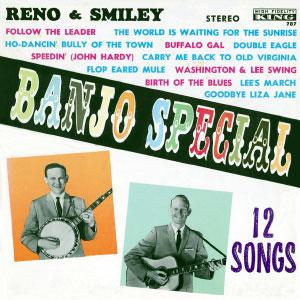 RENO & SMILEY
STEREO
HIGH FIDELITY
KING
787
FOLLOW THE LEADER THE WORLD IS WAITING FOR THE SUNRISE
HO-DANCIN' BULLY OF THE TOWN BUFFALO GAL DOUBLE EAGLE
SPEEDIN' (JOHN HARDY) CARRY ME BACK TO OLD VIRGINIA
FLOP EARED MULE WASHINGTON & LEE SWING
BIRTH OF THE BLUES LEE'S MARCH
GOODBYE LIZA JANE
BANJO SPECIAL
12
SONGS